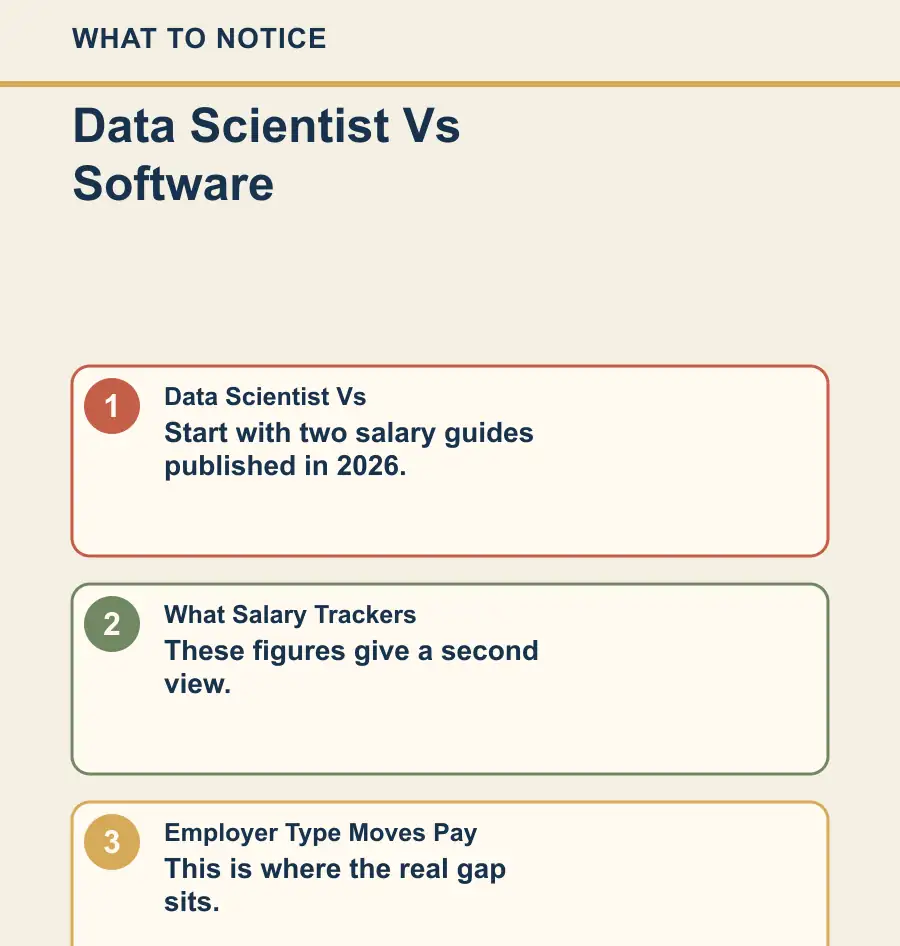 WHAT TO NOTICE
Data Scientist Vs
Software
1
Data Scientist Vs
Start with two salary guides
published in 2026.
2
What Salary Trackers
These figures give a second
view.
3
Employer Type Moves Pay
This is where the real gap
sits.